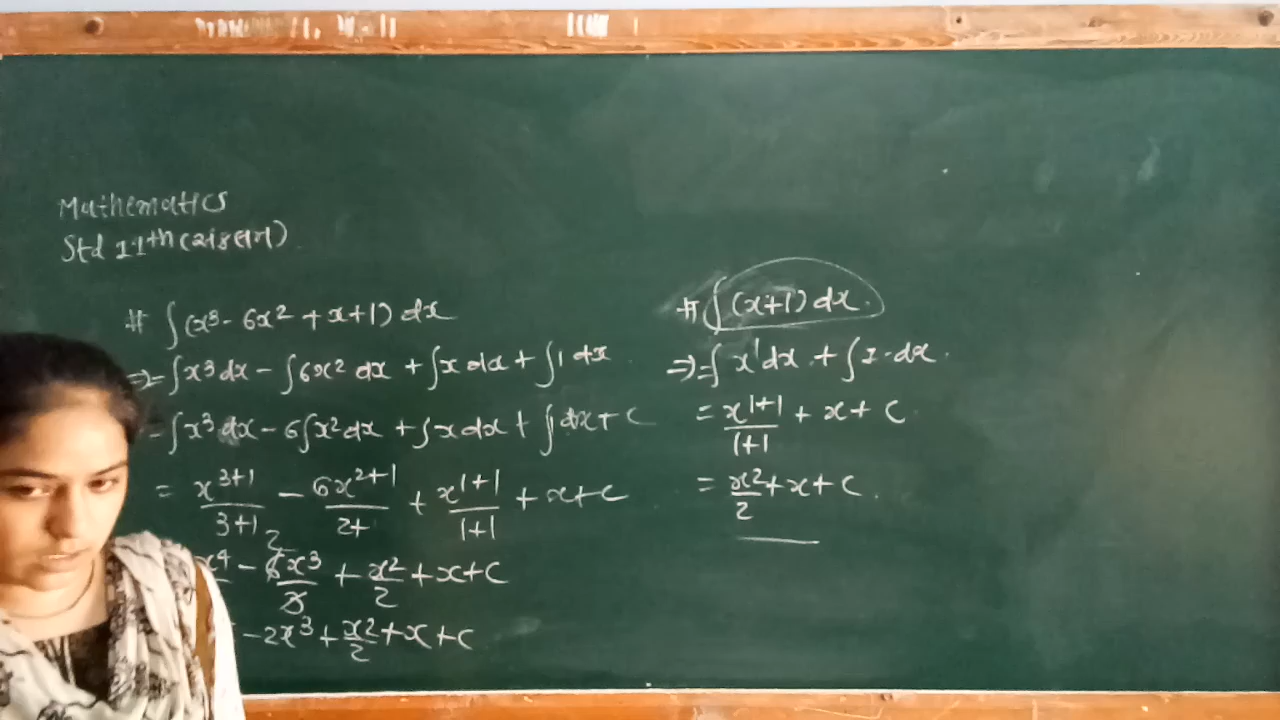 Mathematics
Std 11th
# ∫(x³ - 6x² + x + 1) dx
⇒ = ∫x³ dx - ∫6x² dx + ∫x dx + ∫1 dx
= ∫x³ dx - 6∫x² dx + ∫x dx + ∫1 dx + c
= x³⁺¹/3+1 - 6x²⁺¹/2+ + x¹⁺¹/1+1 + x + c
x⁴ - 6x³/3 + x²/2 + x + c
2
- 2x³ + x²/2 + x + c
# ∫(x+1) dx.
⇒ = ∫x¹ dx + ∫1·dx.
= x¹⁺¹/1+1 + x + c
= x²/2 + x + c.